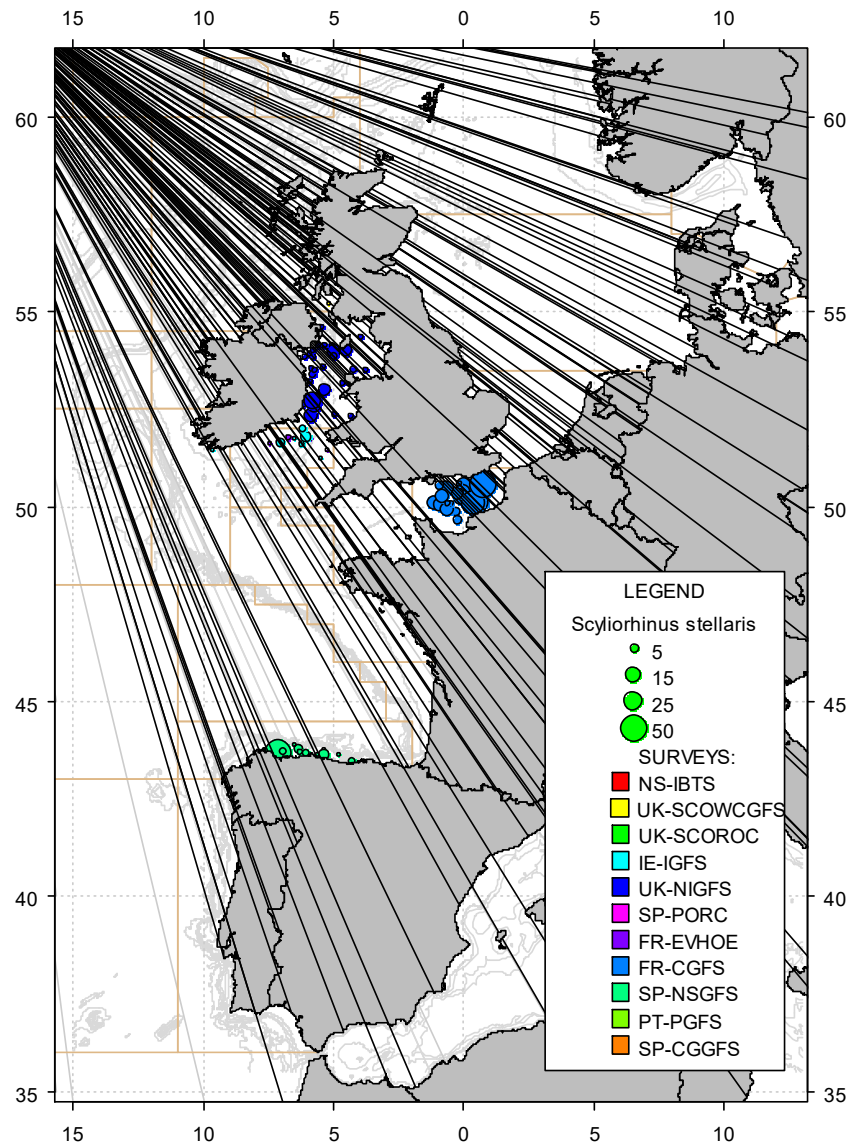 15 10 5 0 5 10
60 60
55 55
50 50
45 45
40 40
35 35
LEGEND
Scyliorhinus stellaris
5
15
25
50
SURVEYS:
NS-IBTS
UK-SCOWCGFS
UK-SCOROC
IE-IGFS
UK-NIGFS
SP-PORC
FR-EVHOE
FR-CGFS
SP-NSGFS
PT-PGFS
SP-CGGFS
15 10 5 0 5 10